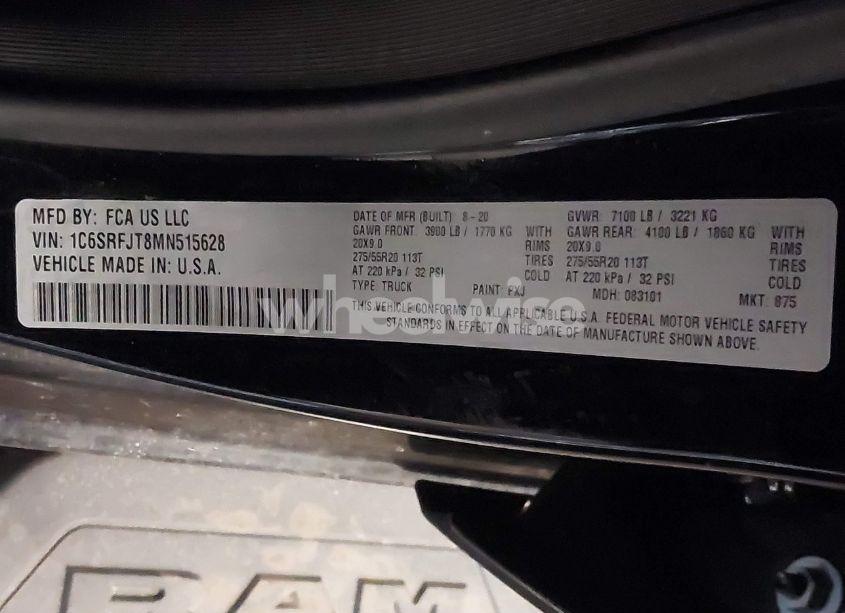 MFD BY: FCA US LLC
VIN: 1C6SRFJT8MN515628
VEHICLE MADE IN: U.S.A.
DATE OF MFR (BUILT) 8-20 GVWR: 7100 LB / 3221 KG
GAWR FRONT: 3900 LB / 1770 KG WITH GAWR REAR: 4100 LB / 1860 KG WITH
20X9.0 RIMS 20X9.0 RIMS
275/55R20 113T TIRES 275/55R20 113T TIRES
AT 220 kPa / 32 PSI COLD AT 220 kPa / 32 PSI COLD
TYPE: TRUCK PAINT: FXJ MDH: 083101 MKT: 875
THIS VEHICLE CONFORMS TO ALL APPLICABLE U.S.A. FEDERAL MOTOR VEHICLE SAFETY
STANDARDS IN EFFECT ON THE DATE OF MANUFACTURE SHOWN ABOVE.
wheelwise
RAM